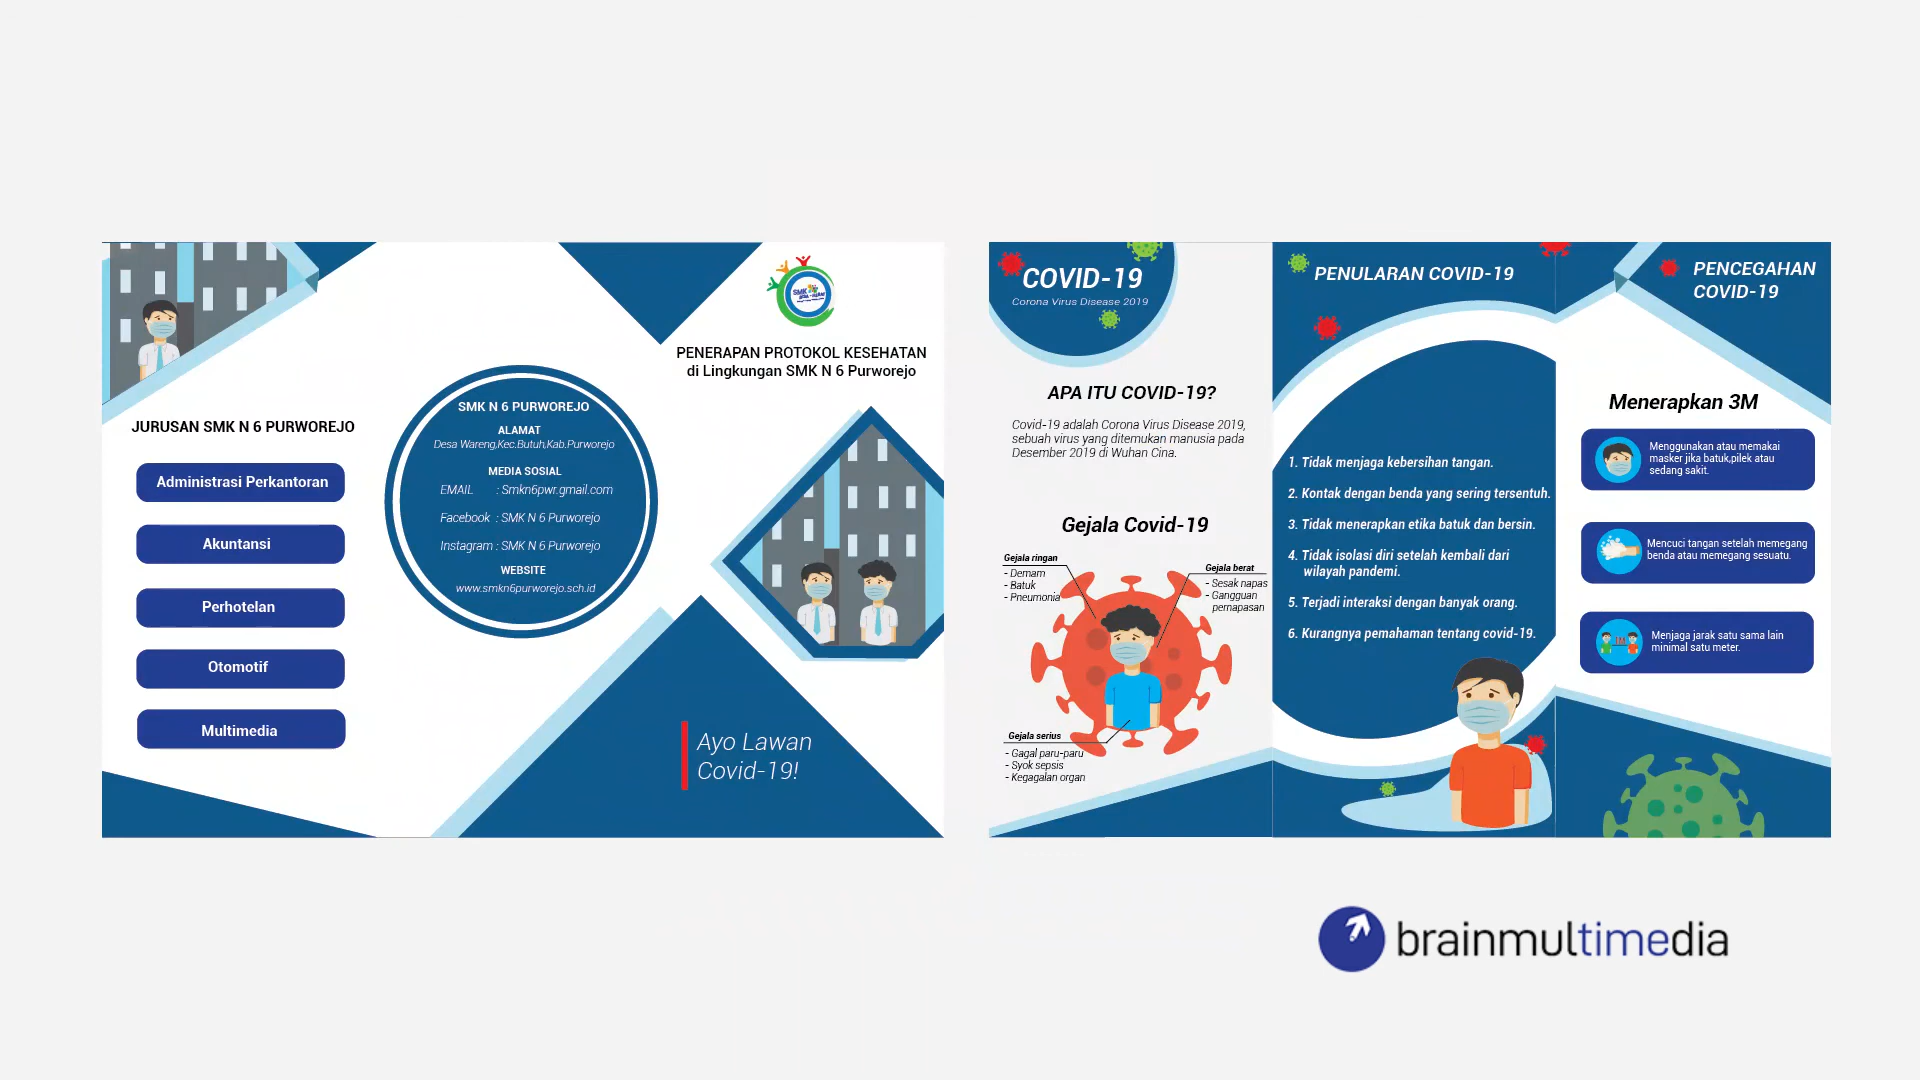 JURUSAN SMK N 6 PURWOREJO
Administrasi Perkantoran
Akuntansi
Perhotelan
Otomotif
Multimedia
SMK N 6 PURWOREJO
ALAMAT
Desa Wareng,Kec.Butuh,Kab.Purworejo
MEDIA SOSIAL
EMAIL : Smkn6pwr.gmail.com
Facebook : SMK N 6 Purworejo
Instagram : SMK N 6 Purworejo
WEBSITE
www.smkn6purworejo.sch.id
SMK
PENERAPAN PROTOKOL KESEHATAN
di Lingkungan SMK N 6 Purworejo
Ayo Lawan
Covid-19!
COVID-19
Corona Virus Disease 2019
APA ITU COVID-19?
Covid-19 adalah Corona Virus Disease 2019,
sebuah virus yang ditemukan manusia pada
Desember 2019 di Wuhan Cina.
Gejala Covid-19
Gejala ringan
- Demam
- Batuk
- Pneumonia
Gejala berat
- Sesak napas
- Gangguan
pernapasan
Gejala serius
- Gagal paru-paru
- Syok sepsis
- Kegagalan organ
PENULARAN COVID-19
1. Tidak menjaga kebersihan tangan.
2. Kontak dengan benda yang sering tersentuh.
3. Tidak menerapkan etika batuk dan bersin.
4. Tidak isolasi diri setelah kembali dari
wilayah pandemi.
5. Terjadi interaksi dengan banyak orang.
6. Kurangnya pemahaman tentang covid-19.
PENCEGAHAN
COVID-19
Menerapkan 3M
Menggunakan atau memakai
masker jika batuk,pilek atau
sedang sakit.
Mencuci tangan setelah memegang
benda atau memegang sesuatu.
Menjaga jarak satu sama lain
minimal satu meter.
brainmultimedia